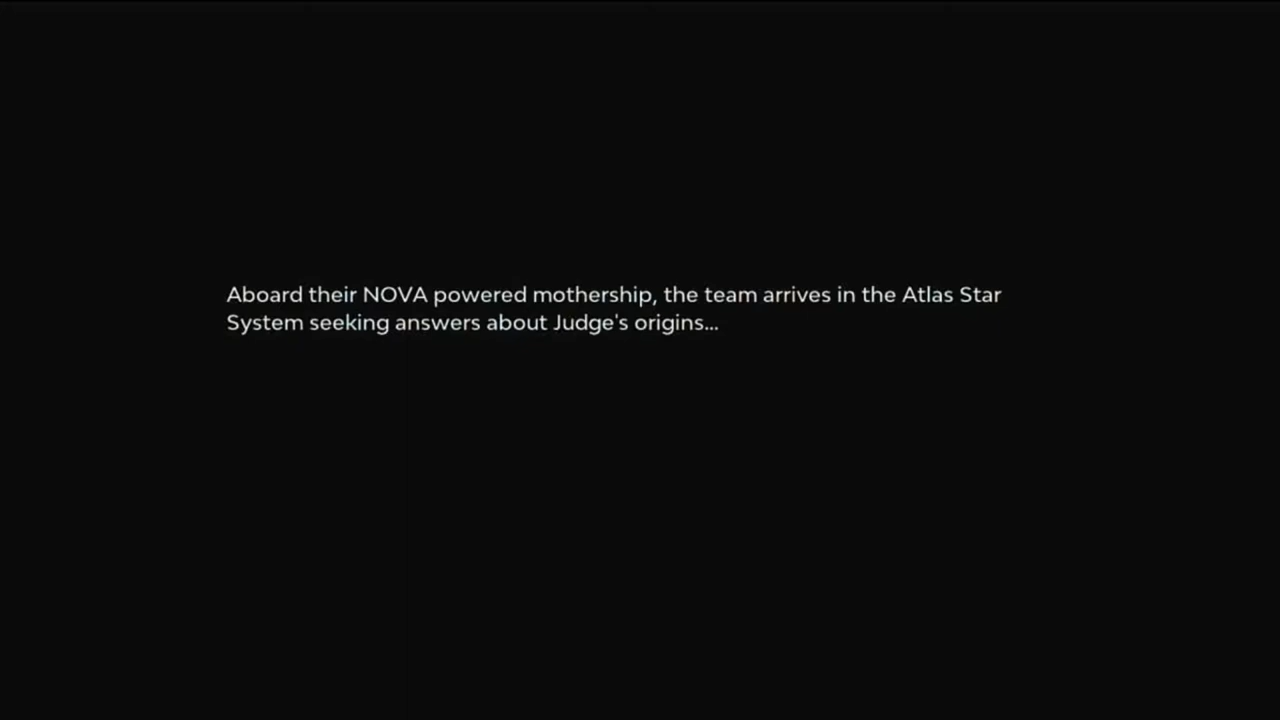 Aboard their NOVA powered mothership, the team arrives in the Atlas Star
System seeking answers about Judge's origins...